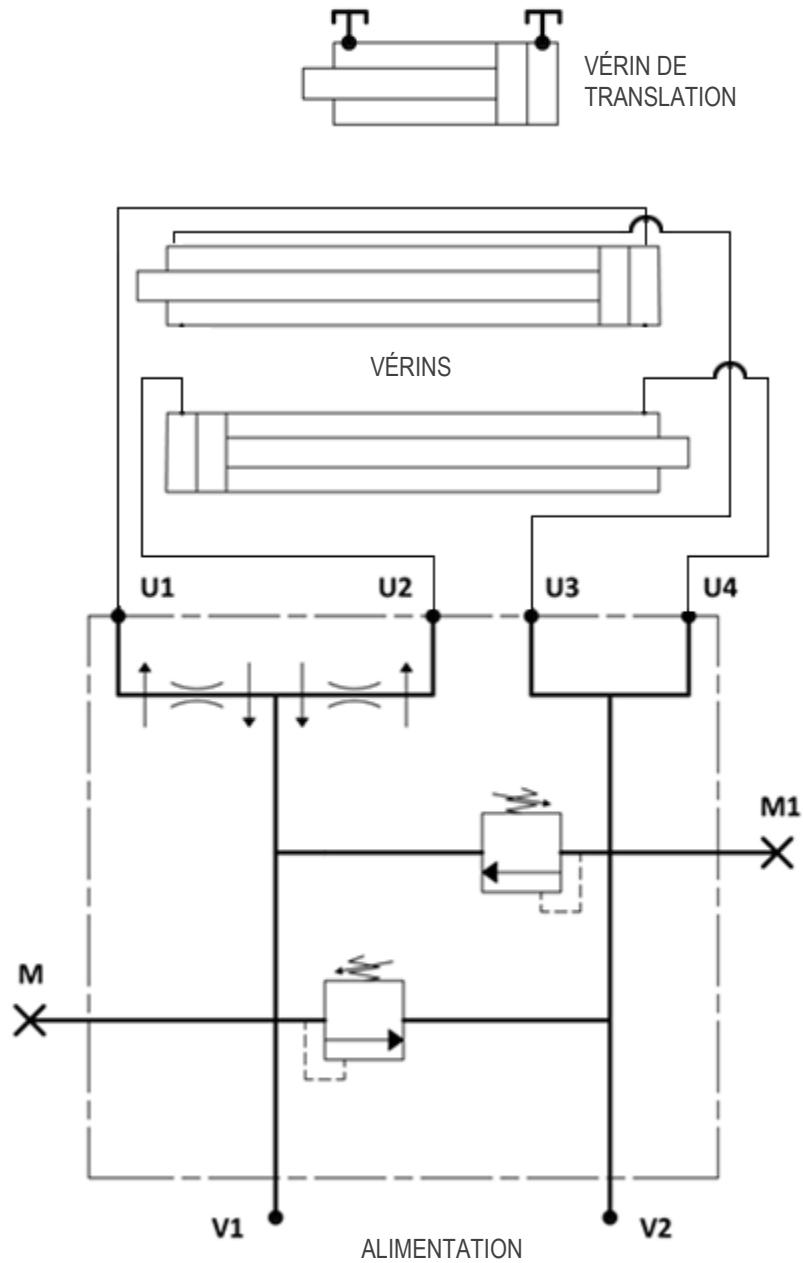 VÉRIN DE
TRANSLATION
VÉRINS
U1
U2
U3
U4
M1
M
V1
V2
ALIMENTATION